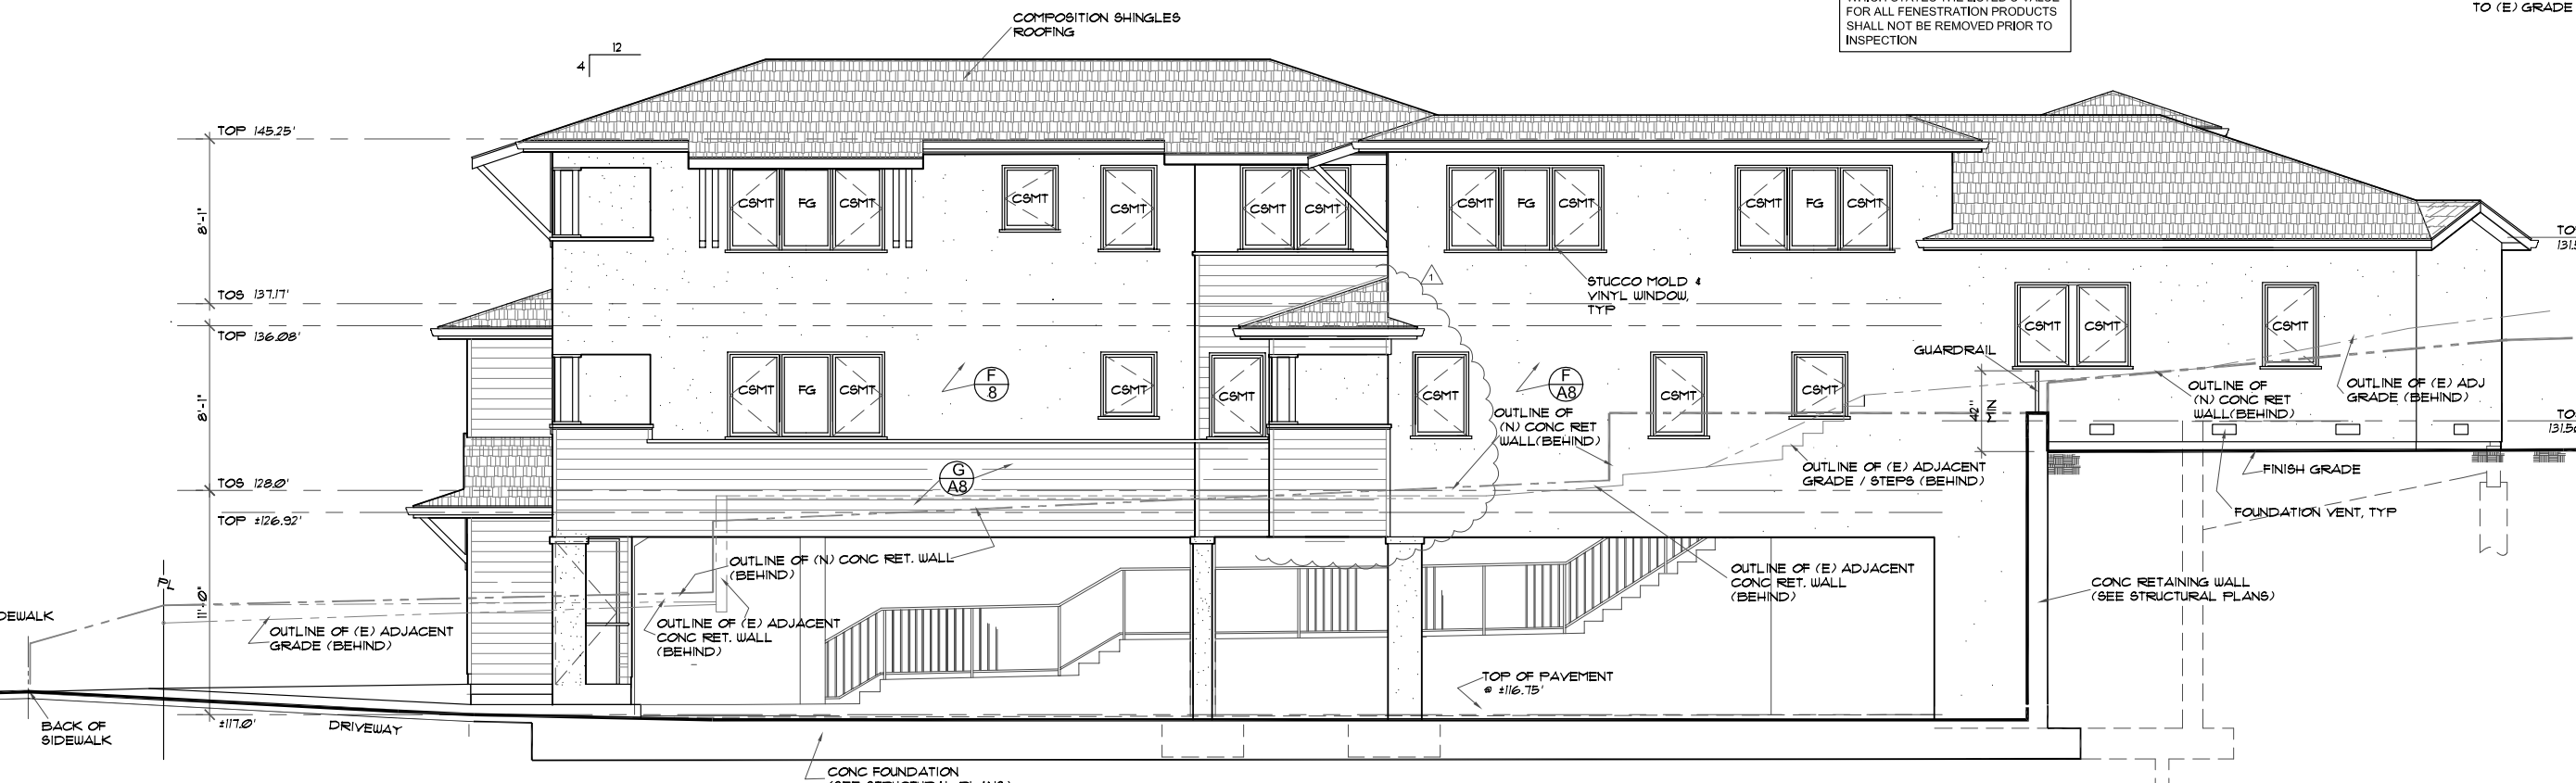 COMPOSITION SHINGLES
ROOFING
FOR ALL FENESTRATION PRODUCTS
SHALL NOT BE REMOVED PRIOR TO
INSPECTION
TO (E) GRADE
12
4
TOP 145.25'
8'-1"
TOS 137.17'
TOP 136.08'
8'-1"
TOS 128.0'
TOP ±126.92'
11'-0"
±117.0'
PL
CSMT
FG
CSMT
CSMT
CSMT
CSMT
CSMT
CSMT
FG
CSMT
CSMT
FG
CSMT
1
STUCCO MOLD &
VINYL WINDOW,
TYP
CSMT
CSMT
CSMT
CSMT
FG
CSMT
CSMT
CSMT
CSMT
CSMT
CSMT
F
8
F
A8
G
A8
GUARDRAIL
42"
MIN
OUTLINE OF
(N) CONC RET
WALL(BEHIND)
OUTLINE OF (E) ADJ
GRADE (BEHIND)
OUTLINE OF
(N) CONC RET
WALL(BEHIND)
OUTLINE OF (E) ADJACENT
GRADE / STEPS (BEHIND)
FINISH GRADE
FOUNDATION VENT, TYP
OUTLINE OF (N) CONC RET. WALL
(BEHIND)
OUTLINE OF (E) ADJACENT
CONC RET. WALL
(BEHIND)
OUTLINE OF (E) ADJACENT
CONC RET. WALL
(BEHIND)
CONC RETAINING WALL
(SEE STRUCTURAL PLANS)
OUTLINE OF (E) ADJACENT
GRADE (BEHIND)
TOP OF PAVEMENT
@ ±116.75'
BACK OF
SIDEWALK
DRIVEWAY
CONC FOUNDATION